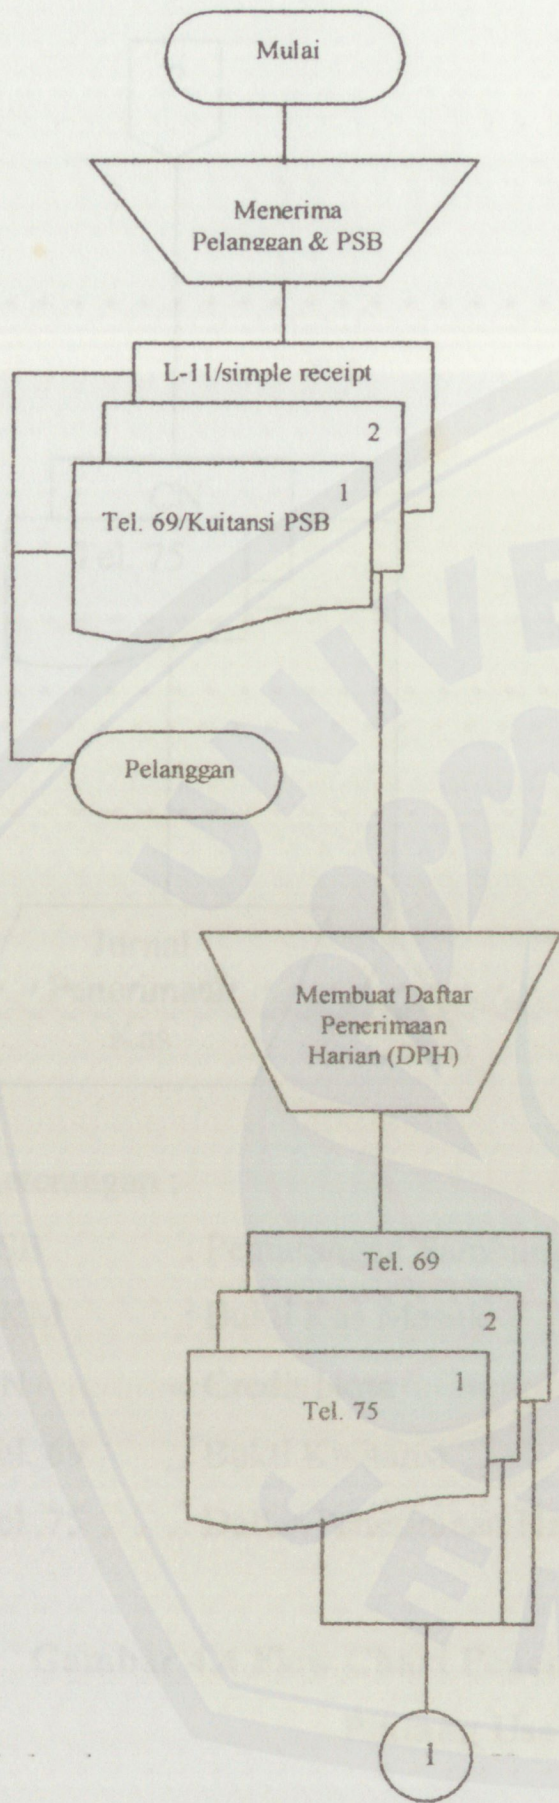 Mulai
Menerima
Pelanggan & PSB
L-11/simple receipt
2
1
Tel. 69/Kuitansi PSB
Pelanggan
Membuat Daftar
Penerimaan
Harian (DPH)
Tel. 69
2
1
Tel. 75
1